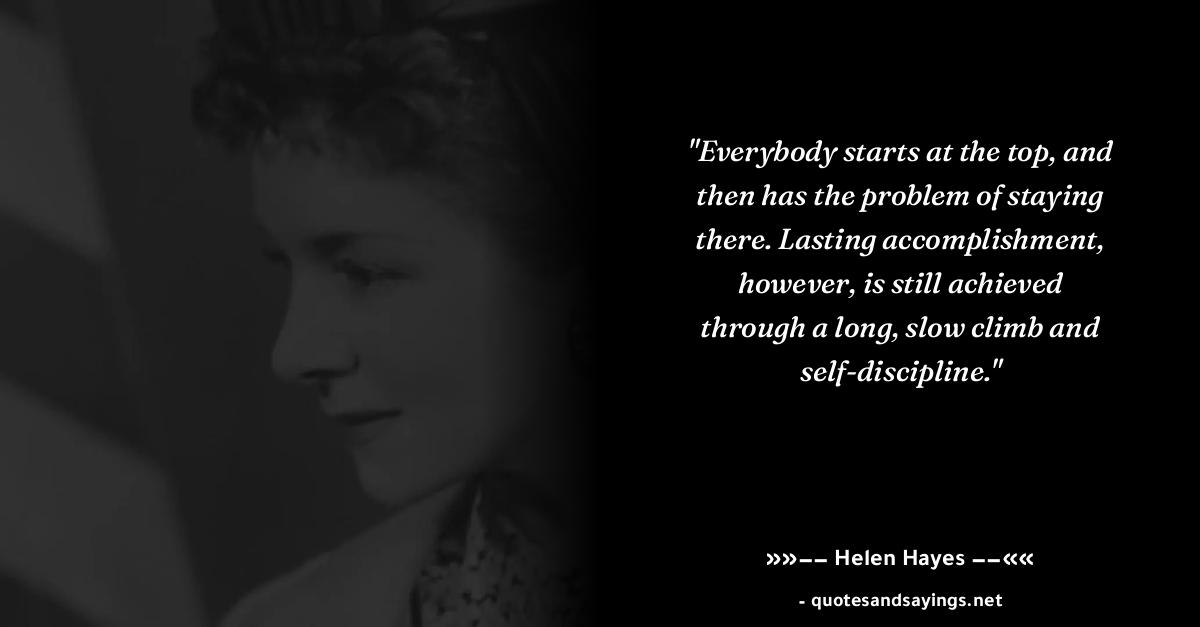 "Everybody starts at the top, and
then has the problem of staying
there. Lasting accomplishment,
however, is still achieved
through a long, slow climb and
self-discipline."
»»−− Helen Hayes −−««
- quotesandsayings.net